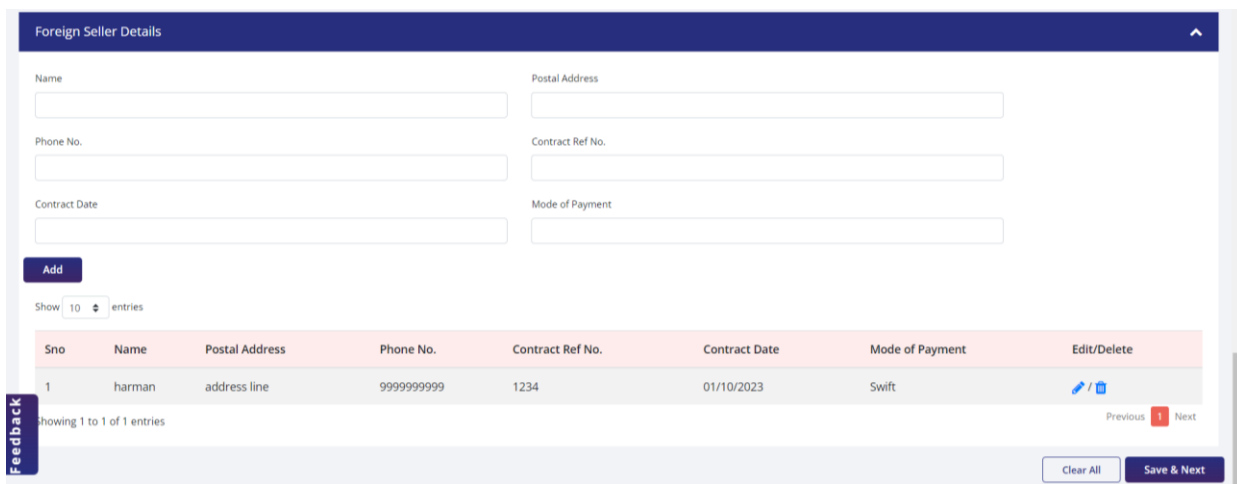 Foreign Seller Details
Name Postal Address
Phone No. Contract Ref No.
Contract Date Mode of Payment
Add
Show 10 entries
Sno Name Postal Address Phone No. Contract Ref No. Contract Date Mode of Payment Edit/Delete
1 harman address line 9999999999 1234 01/10/2023 Swift /
Showing 1 to 1 of 1 entries Previous 1 Next
Feedback
Clear All Save & Next